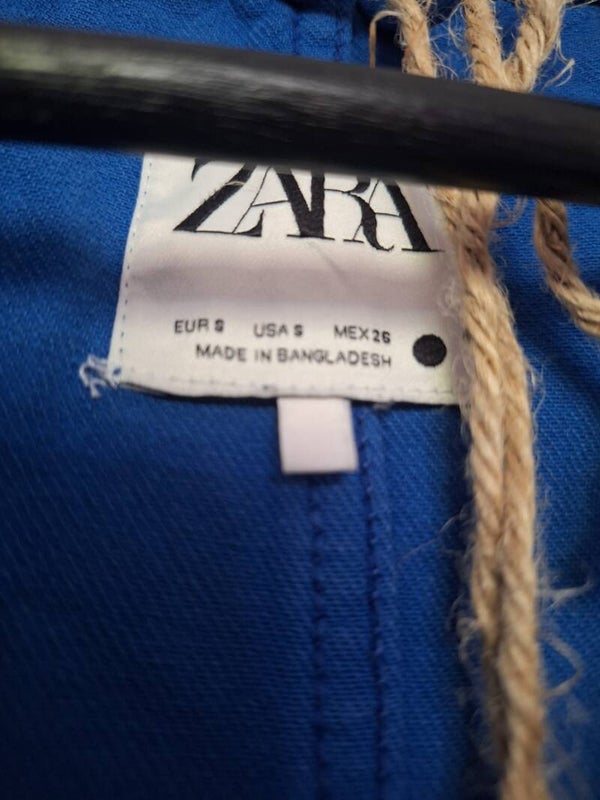 ZARA
EUR S USA S MEX 26
MADE IN BANGLADESH